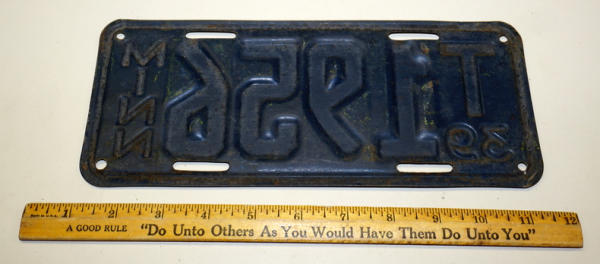 T
39
MINN
1 2 3 4 5 6 7 8 9 10 11 12
A GOOD RULE "Do Unto Others As You Would Have Them Do Unto You"